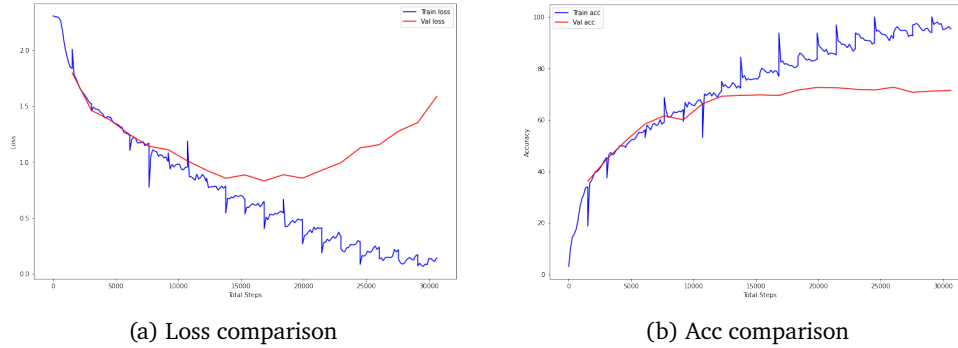 Train loss
Val loss
2.0
1.5
1.0
0.5
0.0
Loss
0
5000
10000
15000
20000
25000
30000
Total Steps
(a) Loss comparison
Train acc
Val acc
100
80
60
40
20
0
Accuracy
0
5000
10000
15000
20000
25000
30000
Total Steps
(b) Acc comparison